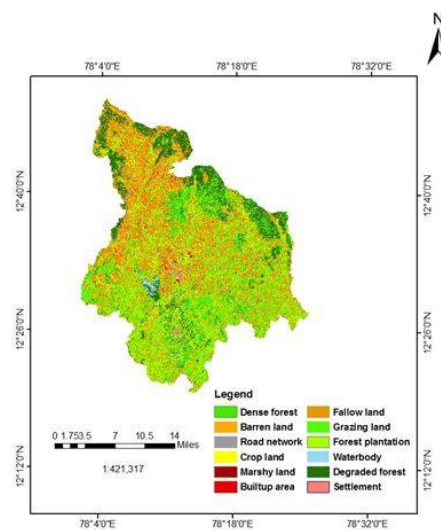 N
78°4'0"E 78°18'0"E 78°32'0"E
12°40'0"N 12°40'0"N
12°26'0"N 12°26'0"N
Legend
Dense forest Fallow land
Barren land Grazing land
Road network Forest plantation
Crop land Waterbody
Marshy land Degraded forest
Builtup area Settlement
0 1.75 3.5 7 10.5 14
Miles
1:421,317
12°12'0"N 12°12'0"N
78°4'0"E 78°18'0"E 78°32'0"E